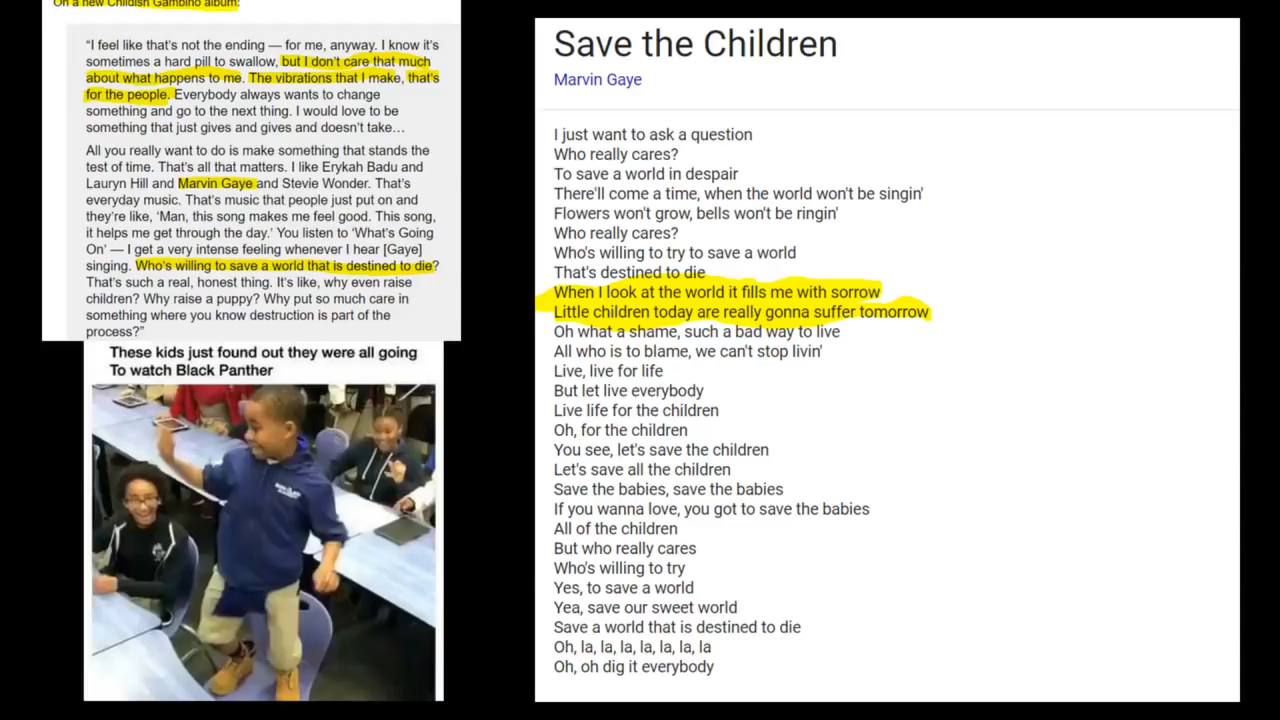 On a new Childish Gambino album:
“I feel like that's not the ending — for me, anyway. I know it's
sometimes a hard pill to swallow, but I don't care that much
about what happens to me. The vibrations that I make, that's
for the people. Everybody always wants to change
something and go to the next thing. I would love to be
something that just gives and gives and doesn't take…
All you really want to do is make something that stands the
test of time. That's all that matters. I like Erykah Badu and
Lauryn Hill and Marvin Gaye and Stevie Wonder. That's
everyday music. That's music that people just put on and
they're like, ‘Man, this song makes me feel good. This song,
it helps me get through the day.’ You listen to ‘What's Going
On’ — I get a very intense feeling whenever I hear [Gaye]
singing. Who's willing to save a world that is destined to die?
That's such a real, honest thing. It's like, why even raise
children? Why raise a puppy? Why put so much care in
something where you know destruction is part of the
process?”
These kids just found out they were all going
To watch Black Panther
Save the Children
Marvin Gaye
I just want to ask a question
Who really cares?
To save a world in despair
There'll come a time, when the world won't be singin'
Flowers won't grow, bells won't be ringin'
Who really cares?
Who's willing to try to save a world
That's destined to die
When I look at the world it fills me with sorrow
Little children today are really gonna suffer tomorrow
Oh what a shame, such a bad way to live
All who is to blame, we can't stop livin'
Live, live for life
But let live everybody
Live life for the children
Oh, for the children
You see, let's save the children
Let's save all the children
Save the babies, save the babies
If you wanna love, you got to save the babies
All of the children
But who really cares
Who's willing to try
Yes, to save a world
Yea, save our sweet world
Save a world that is destined to die
Oh, la, la, la, la, la, la, la
Oh, oh dig it everybody